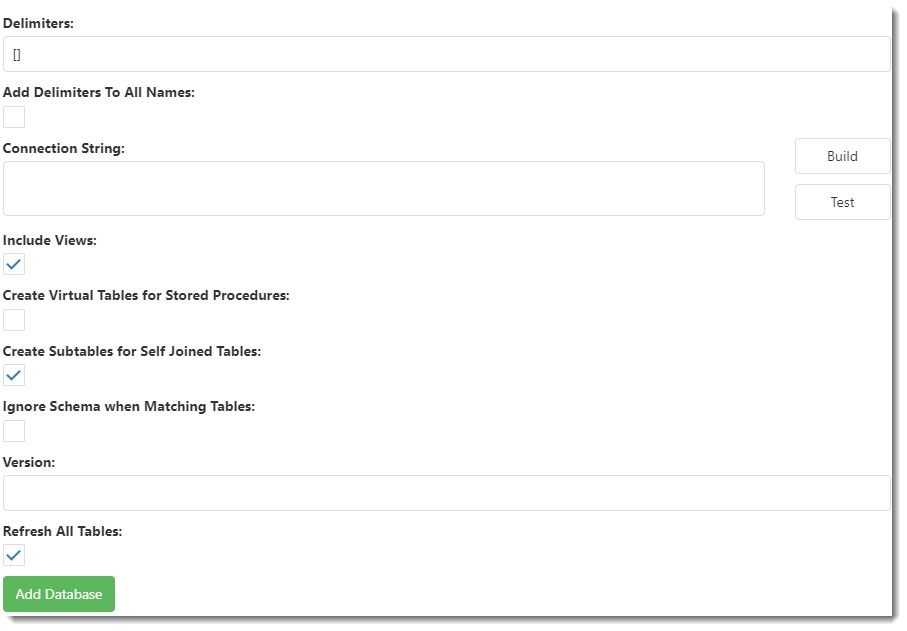 Delimiters:
[]
Add Delimiters To All Names:
Connection String:
Build
Test
Include Views:
Create Virtual Tables for Stored Procedures:
Create Subtables for Self Joined Tables:
Ignore Schema when Matching Tables:
Version:
Refresh All Tables:
Add Database